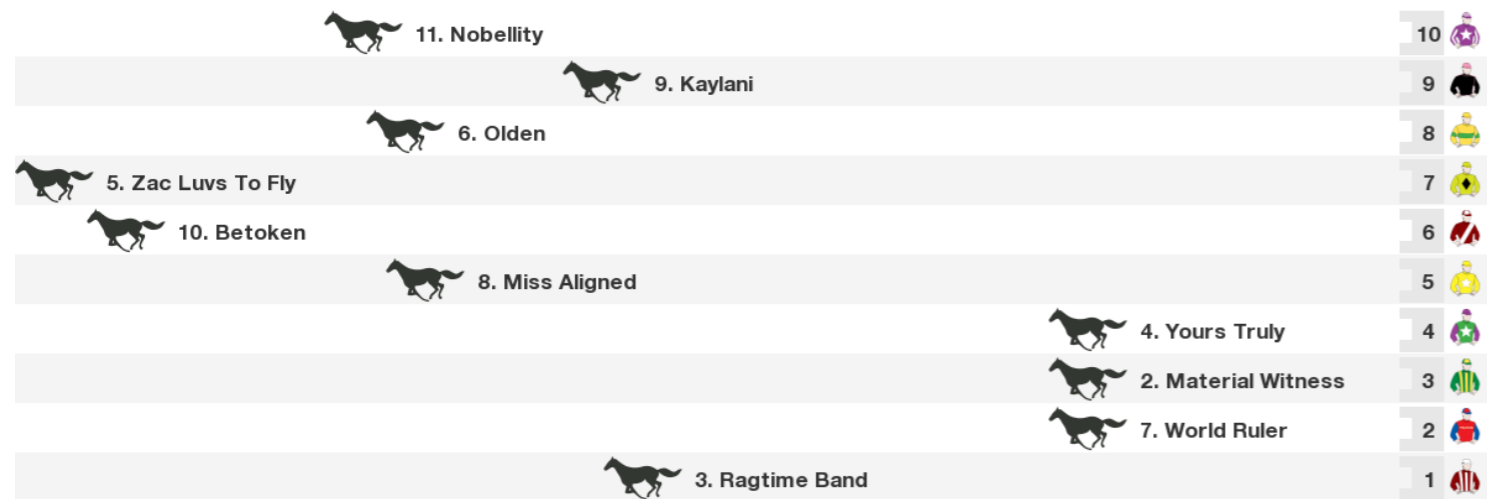 11. Nobellity 10
9. Kaylani 9
6. Olden 8
5. Zac Luvs To Fly 7
10. Betoken 6
8. Miss Aligned 5
4. Yours Truly 4
2. Material Witness 3
7. World Ruler 2
3. Ragtime Band 1